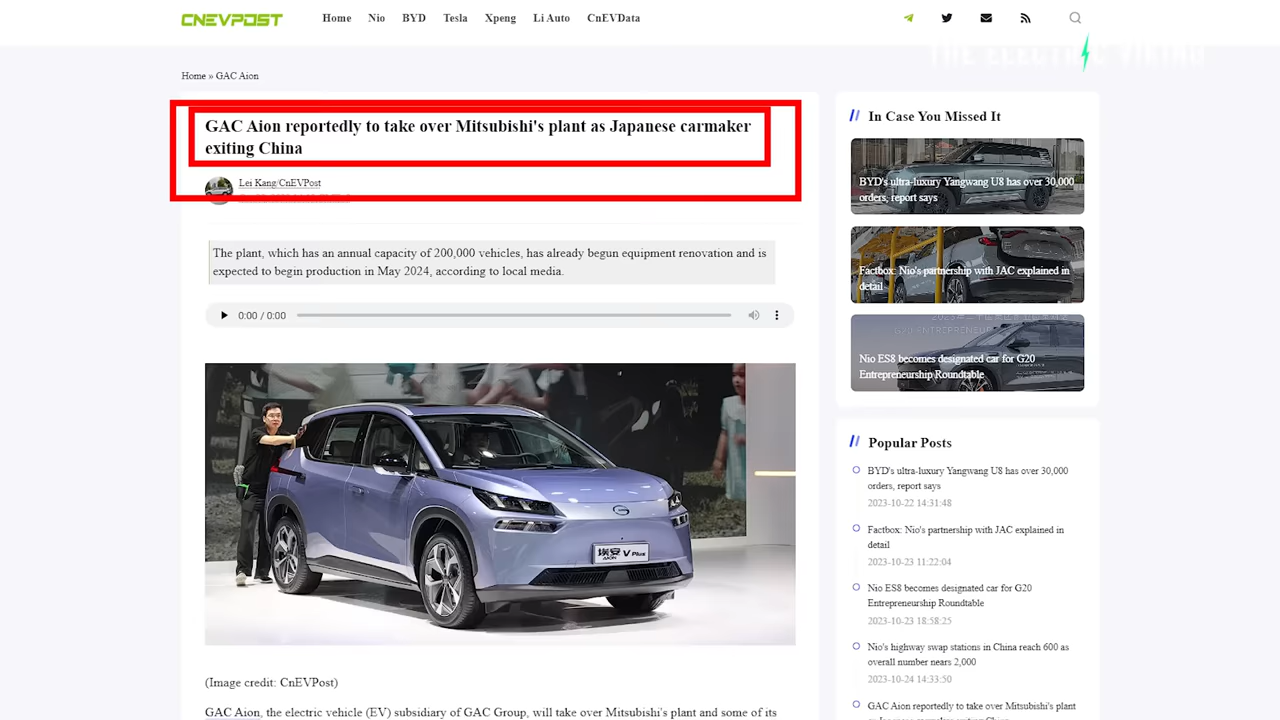 CNEVPOST
Home Nio BYD Tesla Xpeng Li Auto CnEVData
THE ELECTRIC VIKING
Home » GAC Aion
GAC Aion reportedly to take over Mitsubishi's plant as Japanese carmaker
exiting China
Lei Kang/CnEVPost
The plant, which has an annual capacity of 200,000 vehicles, has already begun equipment renovation and is
expected to begin production in May 2024, according to local media.
0:00 / 0:00
埃安 V Plus
AION
(Image credit: CnEVPost)
GAC Aion, the electric vehicle (EV) subsidiary of GAC Group, will take over Mitsubishi's plant and some of its
In Case You Missed It
BYD's ultra-luxury Yangwang U8 has over 30,000
orders, report says
Factbox: Nio's partnership with JAC explained in
detail
G20 ENTREPRENEUR
Nio ES8 becomes designated car for G20
Entrepreneurship Roundtable
Popular Posts
BYD's ultra-luxury Yangwang U8 has over 30,000
orders, report says
2023-10-22 14:31:48
Factbox: Nio's partnership with JAC explained in
detail
2023-10-23 11:22:04
Nio ES8 becomes designated car for G20
Entrepreneurship Roundtable
2023-10-23 18:58:25
Nio's highway swap stations in China reach 600 as
overall number nears 2,000
2023-10-24 14:33:50
GAC Aion reportedly to take over Mitsubishi's plant